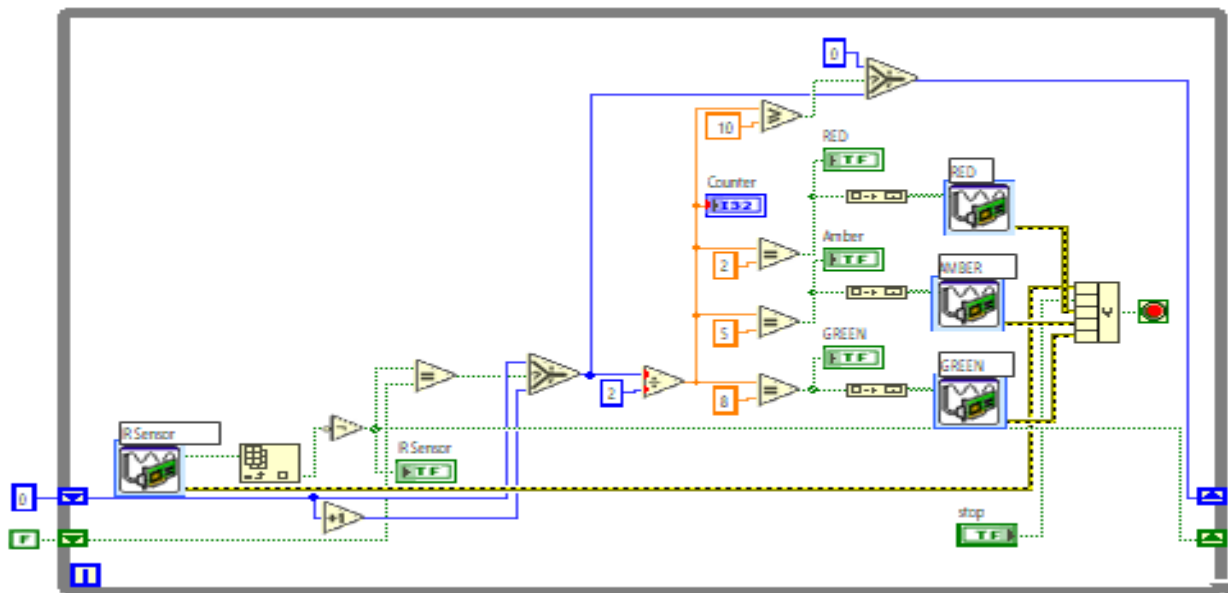 0
10
RED
RED
Counter
I32
TF
Amber
AMBER
2
TF
5
GREEN
GREEN
TF
2
8
IR Sensor
IR Sensor
TF
0
+1
stop
TF
F
i